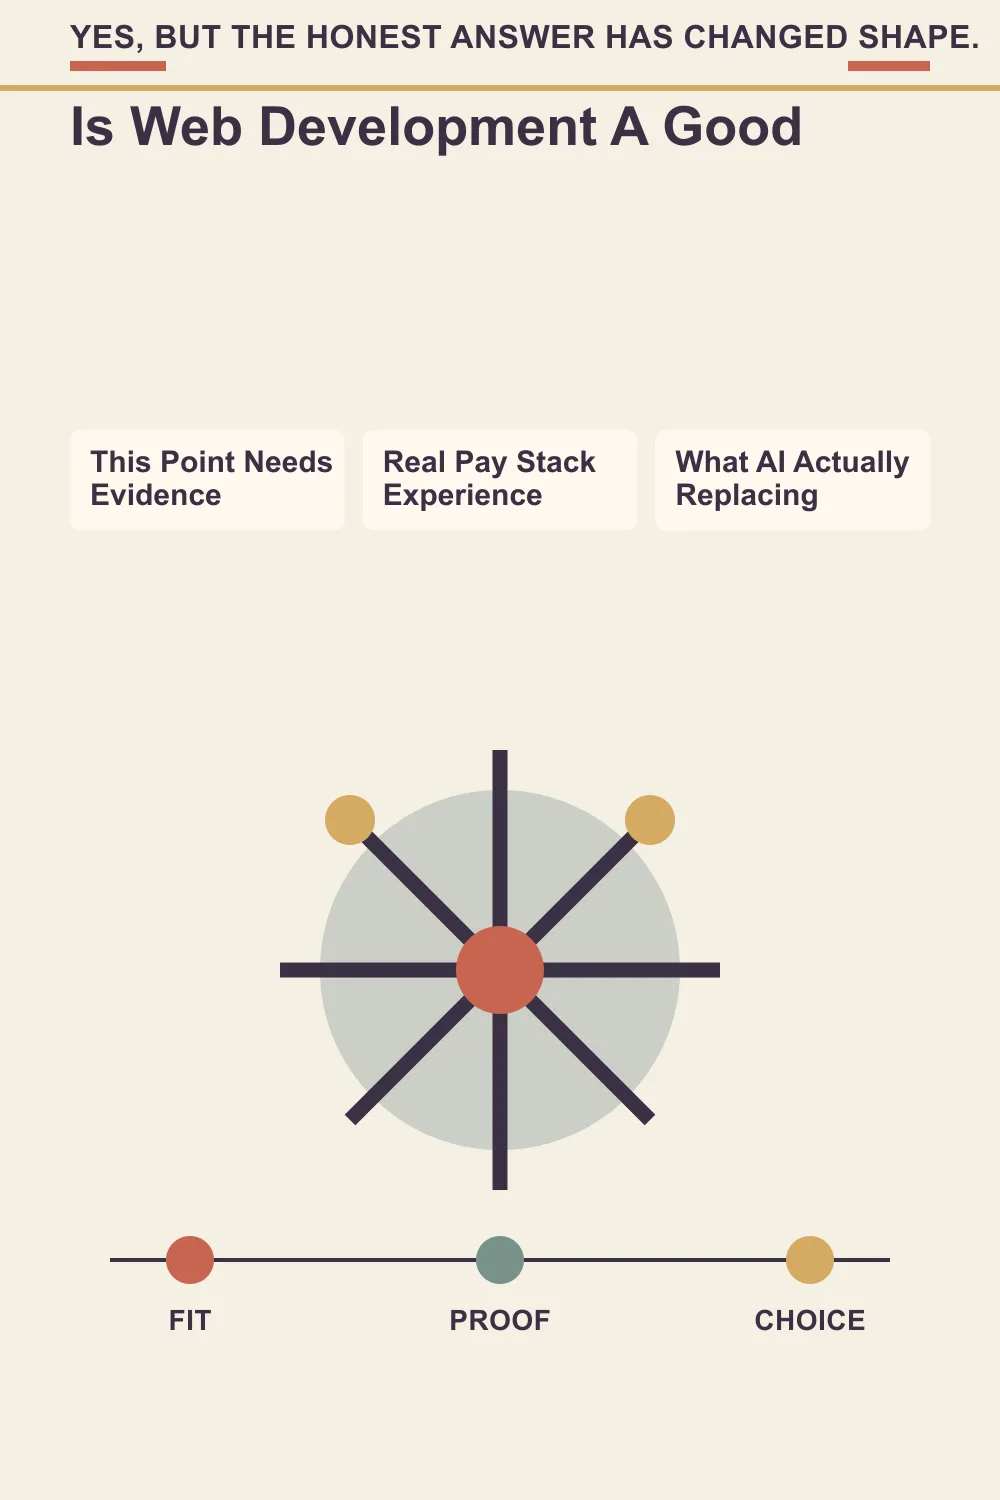 YES, BUT THE HONEST ANSWER HAS CHANGED SHAPE.
Is Web Development A Good
This Point Needs
Evidence
Real Pay Stack
Experience
What AI Actually
Replacing
FIT
PROOF
CHOICE